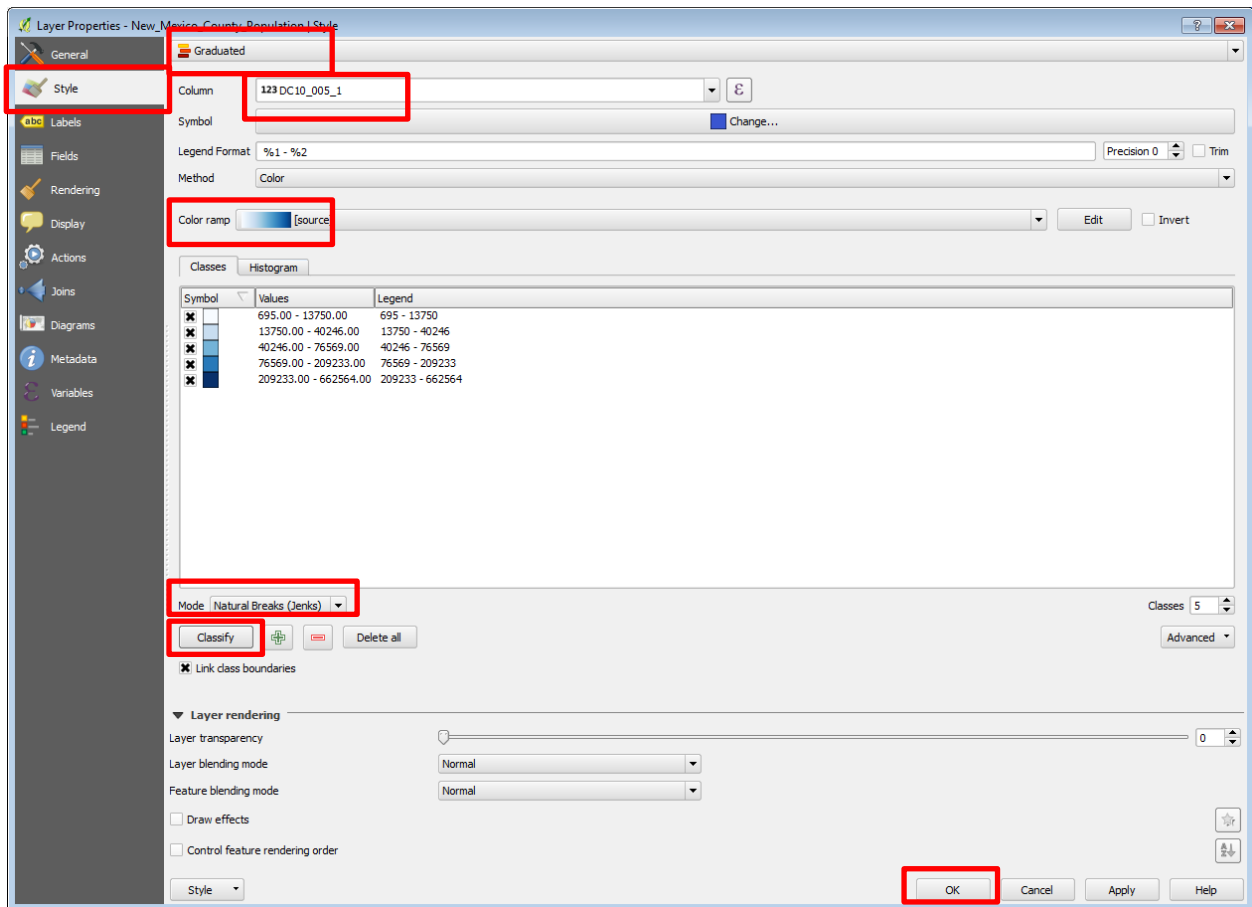 Layer Properties - New_Mexico_County_Population | Style
General
Style
Labels
Fields
Rendering
Display
Actions
Joins
Diagrams
Metadata
Variables
Legend
Graduated
Column 123 DC10_005_1 ε
Symbol Change...
Legend Format %1 - %2 Precision 0 Trim
Method Color
Color ramp [source Edit Invert
Classes Histogram
Symbol Values Legend
695.00 - 13750.00 695 - 13750
13750.00 - 40246.00 13750 - 40246
40246.00 - 76569.00 40246 - 76569
76569.00 - 209233.00 76569 - 209233
209233.00 - 662564.00 209233 - 662564
Mode Natural Breaks (Jenks) Classes 5
Classify Delete all Advanced
Link class boundaries
Layer rendering
Layer transparency 0
Layer blending mode Normal
Feature blending mode Normal
Draw effects
Control feature rendering order
Style OK Cancel Apply Help